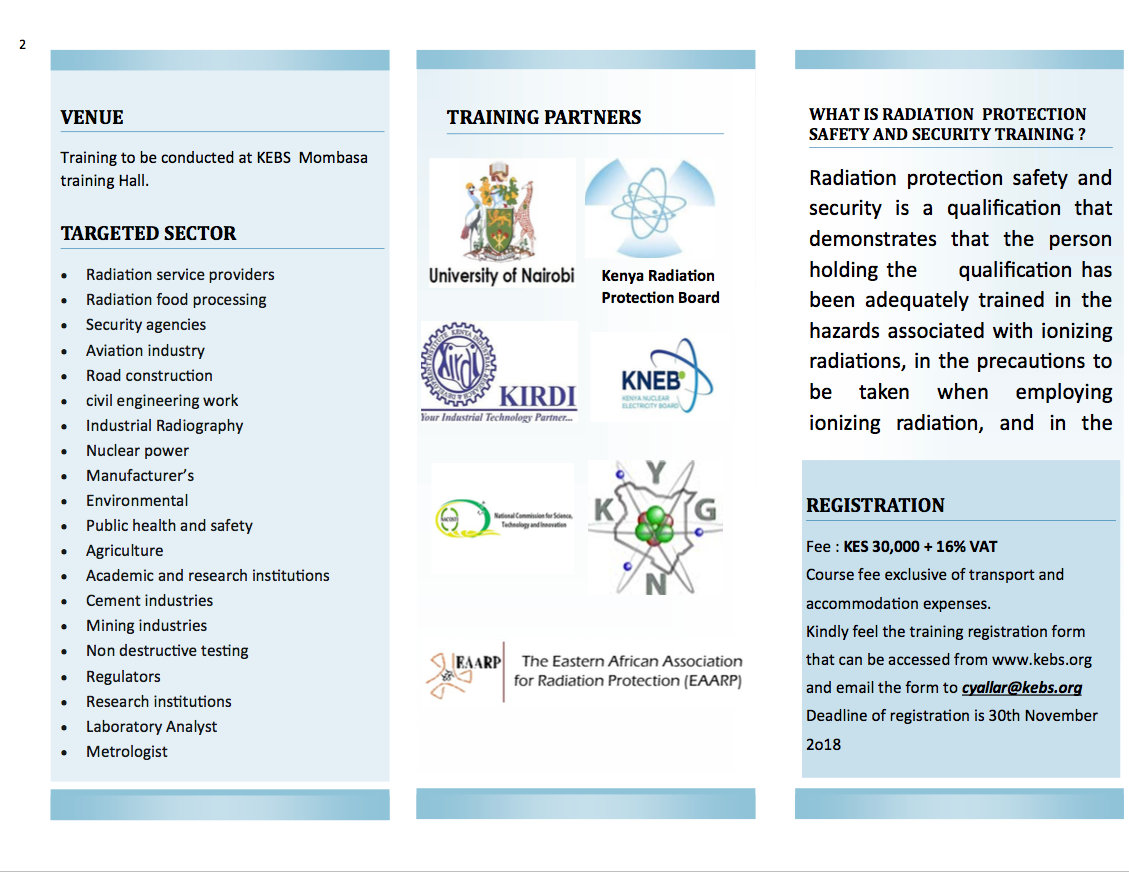 2
VENUE
Training to be conducted at KEBS  Mombasa
training Hall.
TARGETED SECTOR
• Radiation service providers
• Radiation food processing
• Security agencies
• Aviation industry
• Road construction
• civil engineering work
• Industrial Radiography
• Nuclear power
• Manufacturer’s
• Environmental
• Public health and safety
• Agriculture
• Academic and research institutions
• Cement industries
• Mining industries
• Non destructive testing
• Regulators
• Research institutions
• Laboratory Analyst
• Metrologist
TRAINING PARTNERS
University of Nairobi
Kenya Radiation
Protection Board
KIRDI
Your Industrial Technology Partner...
KNEB
KENYA NUCLEAR
ELECTRICITY BOARD
National Commission for Science,
Technology and Innovation
Y
K G
N
EAARP
The Eastern African Association
for Radiation Protection (EAARP)
WHAT IS RADIATION  PROTECTION
SAFETY AND SECURITY TRAINING ?
Radiation protection safety and
security is a qualification that
demonstrates that the person
holding the qualification has
been adequately trained in the
hazards associated with ionizing
radiations, in the precautions to
be taken when employing
ionizing radiation, and in the
REGISTRATION
Fee : KES 30,000 + 16% VAT
Course fee exclusive of transport and
accommodation expenses.
Kindly feel the training registration form
that can be accessed from www.kebs.org
and email the form to cyallar@kebs.org
Deadline of registration is 30th November
2o18